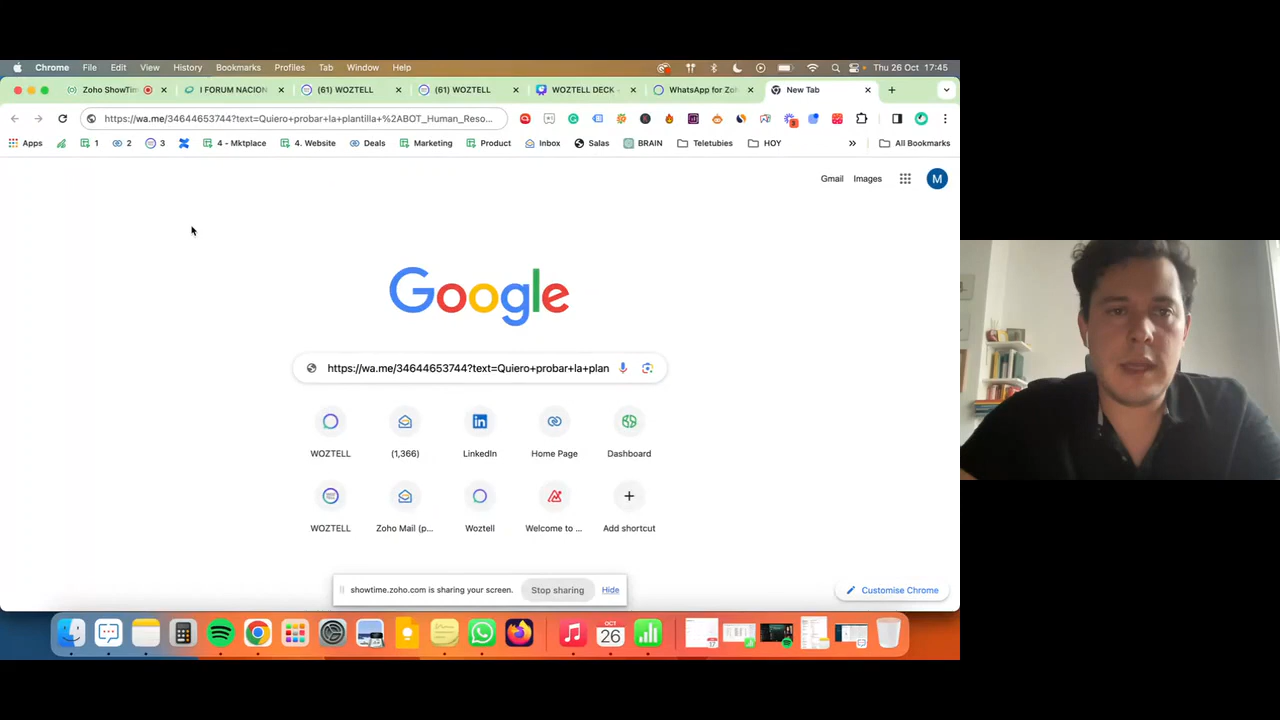 Chrome File Edit View History Bookmarks Profiles Tab Window Help Thu 26 Oct 17:45
Zoho ShowTim I FORUM NACION (61) WOZTELL (61) WOZTELL WOZTELL DECK - WhatsApp for Zoh New Tab
https://wa.me/34644653744?text=Quiero+probar+la+plantilla+%2ABOT_Human_Reso...
Apps 1 2 3 4 - Mktplace 4. Website Deals Marketing Product Inbox Salas BRAIN Teletubies HOY » All Bookmarks
Gmail Images M
Google
https://wa.me/34644653744?text=Quiero+probar+la+plan
WOZTELL (1,366) LinkedIn Home Page Dashboard
WOZTELL Zoho Mail (p... Woztell Welcome to ... Add shortcut
showtime.zoho.com is sharing your screen. Stop sharing Hide
Customise Chrome
OCT
26
17